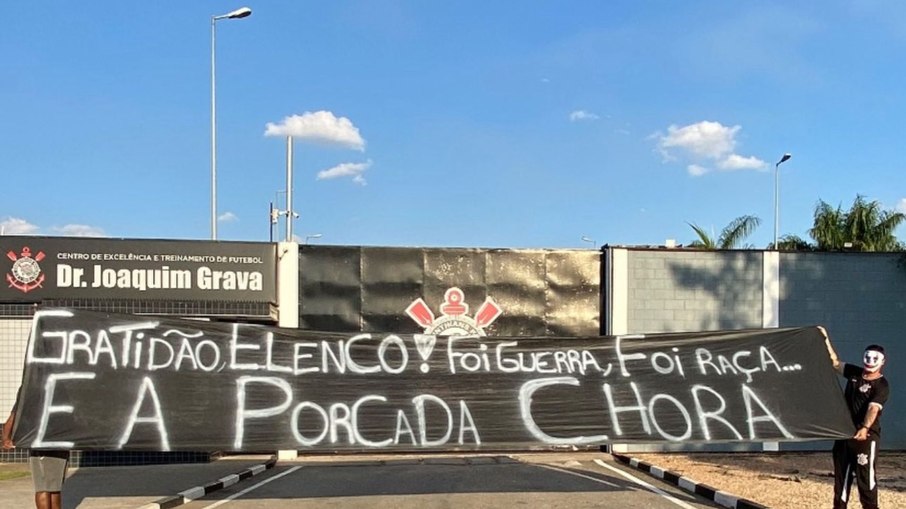 CENTRO DE EXCELÊNCIA E TREINAMENTO DE FUTEBOL
Dr. Joaquim Grava
GRATIDÃO, ELENCO! FOI GUERRA, FOI RAÇA...
E A PORCADA CHORA